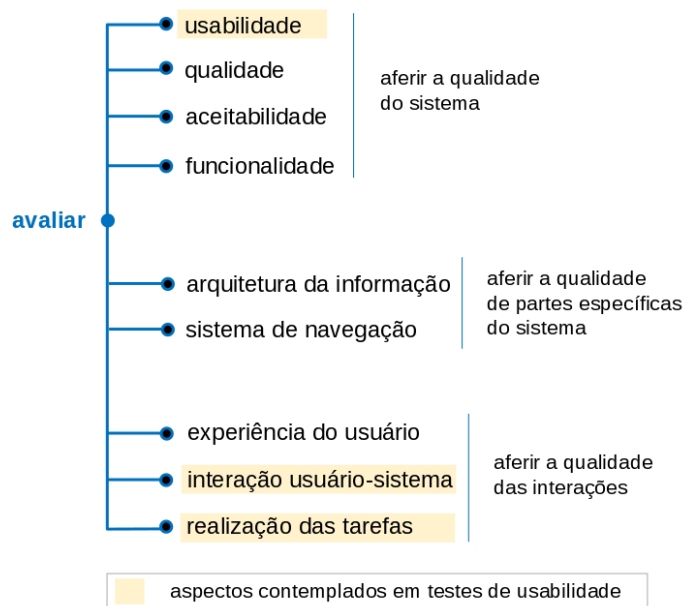 usabilidade
qualidade
aceitabilidade
funcionalidade
aferir a qualidade
do sistema
avaliar
arquitetura da informação
sistema de navegação
aferir a qualidade
de partes específicas
do sistema
experiência do usuário
interação usuário-sistema
realização das tarefas
aferir a qualidade
das interações
aspectos contemplados em testes de usabilidade